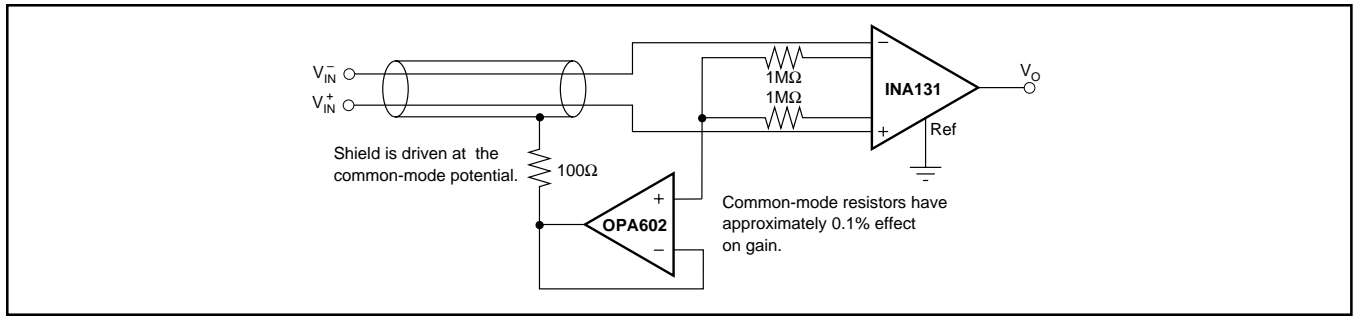 V⁻IN
V⁺IN
1MΩ
1MΩ
−
+
INA131
VO
Ref
Shield is driven at the
common-mode potential.
100Ω
+
−
OPA602
Common-mode resistors have
approximately 0.1% effect
on gain.